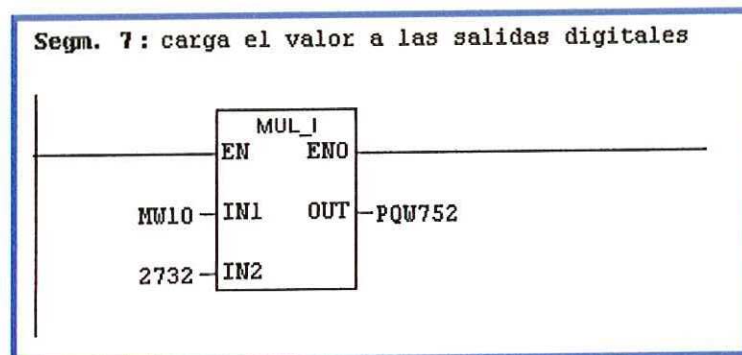 Segm. 7: carga el valor a las salidas digitales
MUL_I
EN ENO
MW10 IN1 OUT PQW752
2732 IN2